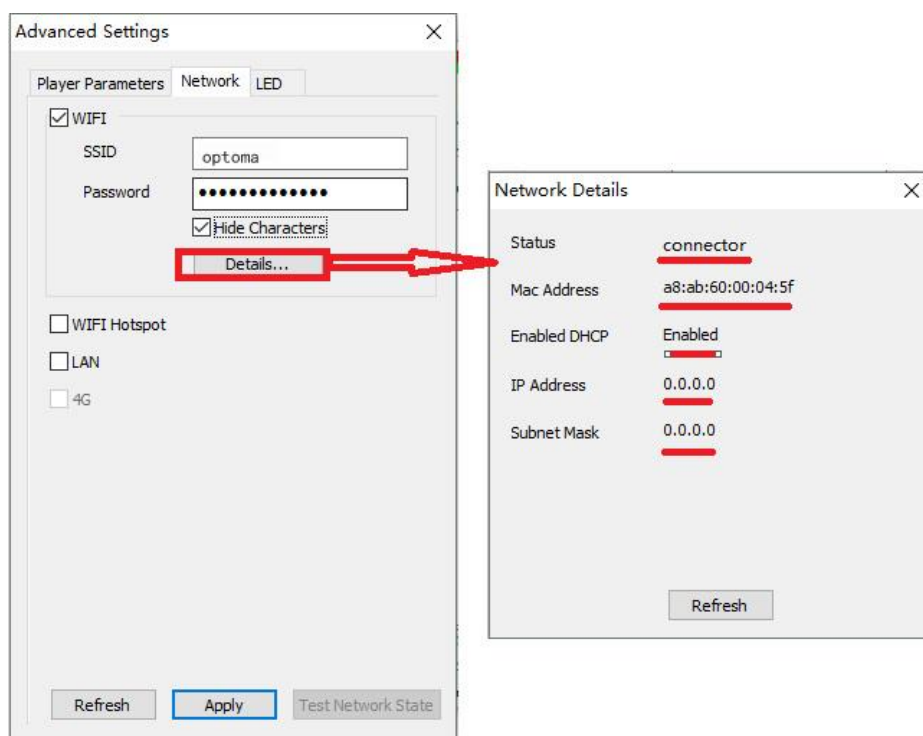 Advanced Settings
Player Parameters Network LED
WIFI
SSID optoma
Password •••••••••••••
Hide Characters
Details...
WIFI Hotspot
LAN
4G
Refresh Apply Test Network State
Network Details
Status connector
Mac Address a8:ab:60:00:04:5f
Enabled DHCP Enabled
IP Address 0.0.0.0
Subnet Mask 0.0.0.0
Refresh